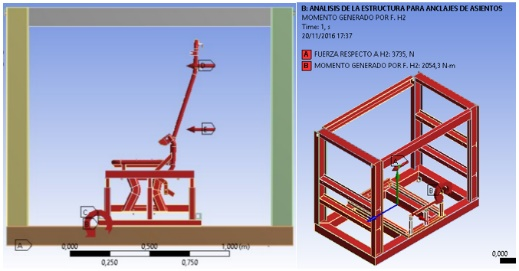 B: ANALISIS DE LA ESTRUCTURA PARA ANCLAJES DE ASIENTOS
MOMENTO GENERADO POR F. H2
Time: 1, s
20/11/2016 17:37
A FUERZA RESPECTO A H2: 3735, N
B MOMENTO GENERADO POR F. H2: 2054,3 N·m
D
E
C
A
B
0,000 0,500 1,000 (m)
0,250 0,750
0,000